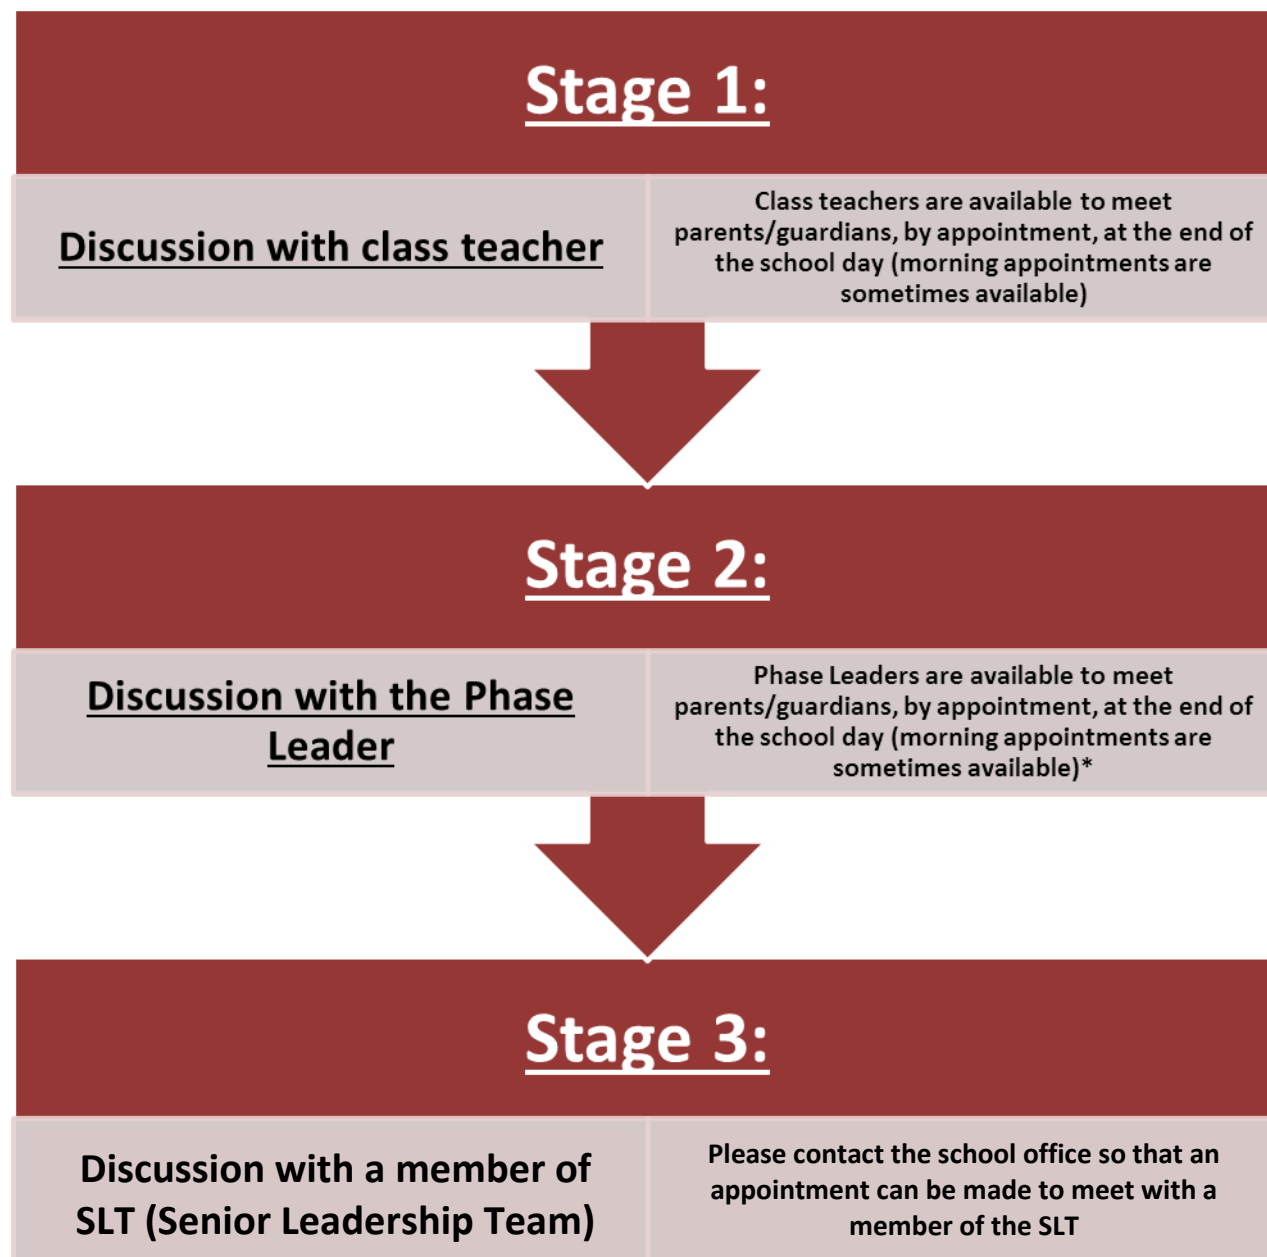 Stage 1:
Discussion with class teacher
Class teachers are available to meet
parents/guardians, by appointment, at the end of
the school day (morning appointments are
sometimes available)
Stage 2:
Discussion with the Phase
Leader
Phase Leaders are available to meet
parents/guardians, by appointment, at the end of
the school day (morning appointments are
sometimes available)*
Stage 3:
Discussion with a member of
SLT (Senior Leadership Team)
Please contact the school office so that an
appointment can be made to meet with a
member of the SLT